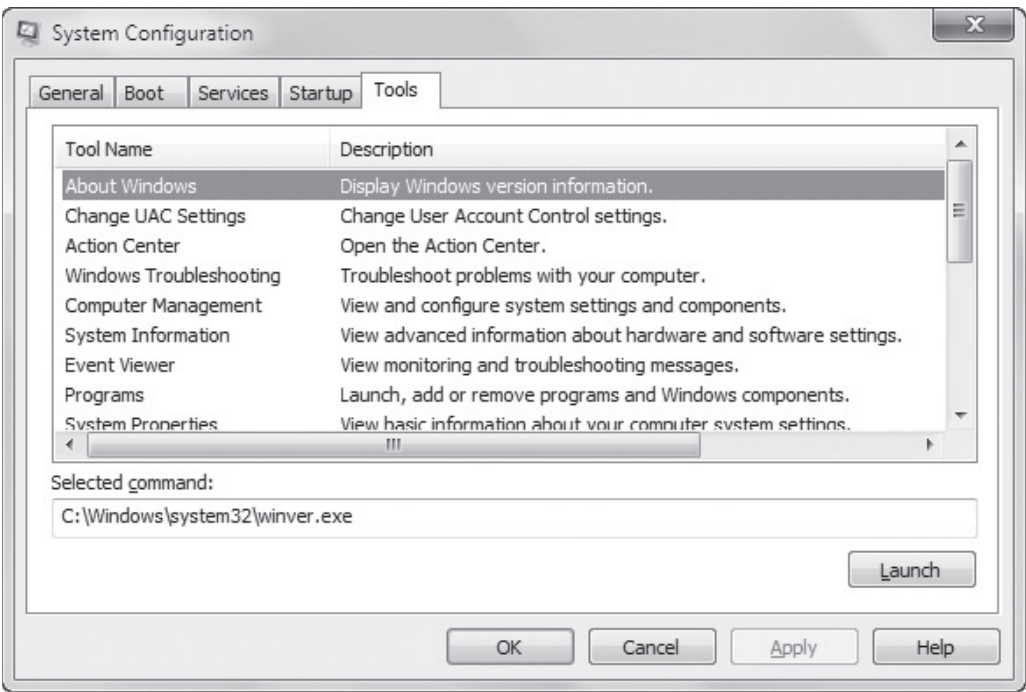 System Configuration
General Boot Services Startup Tools
Tool Name Description
About Windows Display Windows version information.
Change UAC Settings Change User Account Control settings.
Action Center Open the Action Center.
Windows Troubleshooting Troubleshoot problems with your computer.
Computer Management View and configure system settings and components.
System Information View advanced information about hardware and software settings.
Event Viewer View monitoring and troubleshooting messages.
Programs Launch, add or remove programs and Windows components.
System Properties View basic information about your computer system settings.
Selected command:
C:\Windows\system32\winver.exe
Launch
OK Cancel Apply Help